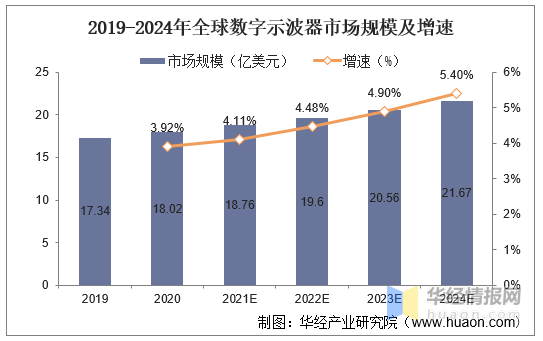 2019-2024年全球数字示波器市场规模及增速
市场规模（亿美元） 增速（%）
25 6%
20 5%
15 4%
10 3%
5 2%
0 1%
0%
3.92% 4.11% 4.48% 4.90% 5.40%
17.34 18.02 18.76 19.6 20.56 21.67
2019 2020 2021E 2022E 2023E 2024E
华经情报网
huaon.com
制图：华经产业研究院（www.huaon.com）